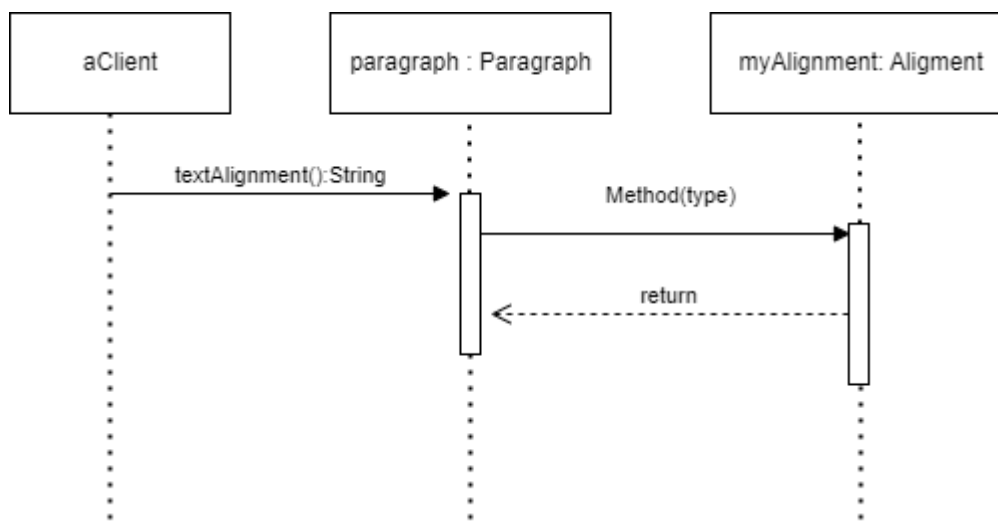 aClient
paragraph : Paragraph
myAlignment: Aligment
textAlignment():String
Method(type)
return